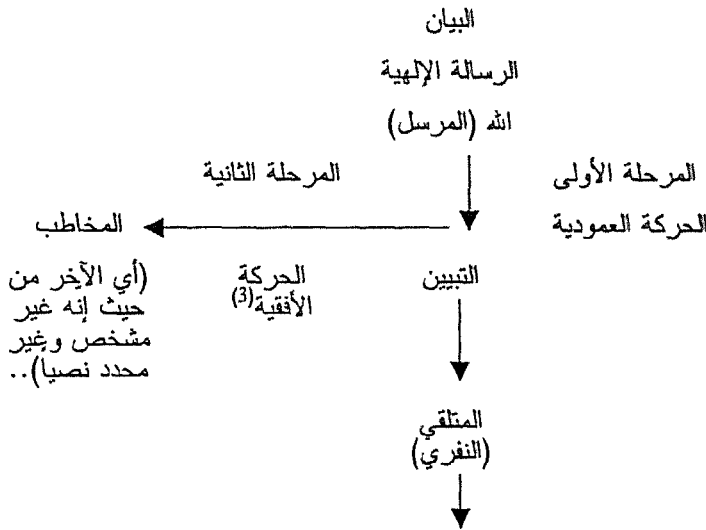 البيان
الرسالة الإلهية
الله (المرسل)
المرحلة الأولى
المرحلة الثانية
الحركة العمودية
المخاطب
التبيين
الحركة
الأفقية(3)
(أي الآخر من
حيث إنه غير
مشخص وغير
محدد نصياً)..
المتلقي
(النفري)